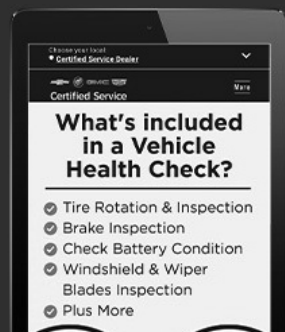 Choose your local
Certified Service Dealer
GMC
Certified Service
More
What's included
in a Vehicle
Health Check?
Tire Rotation & Inspection
Brake Inspection
Check Battery Condition
Windshield & Wiper
Blades Inspection
Plus More